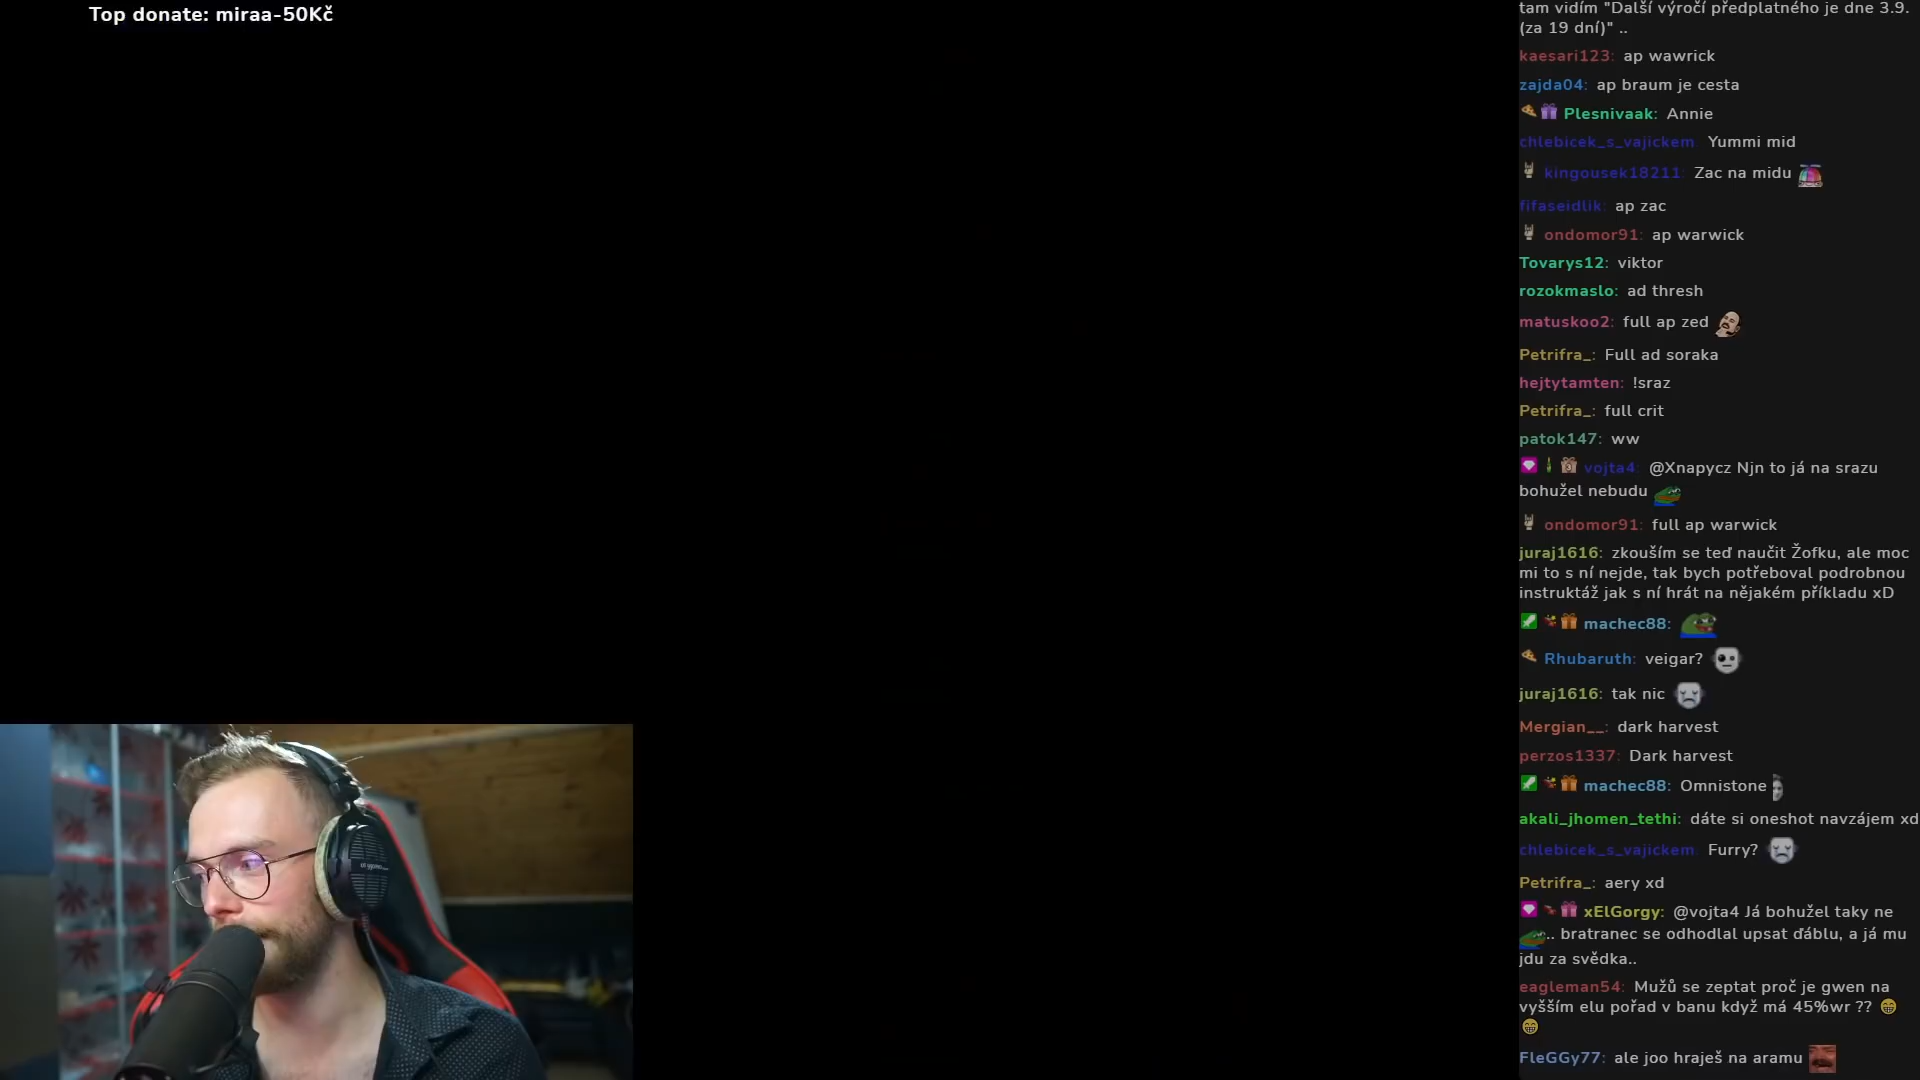 Top donate: miraa-50Kč
tam vidím "Další výročí předplatného je dne 3.9.
(za 19 dní)" ..
kaesari123: ap wawrick
zajda04: ap braum je cesta
Plesnivaak: Annie
chlebicek_s_vajickem: Yummi mid
kingousek18211: Zac na midu
fifaseidlik: ap zac
ondomor91: ap warwick
Tovarys12: viktor
rozokmaslo: ad thresh
matuskoo2: full ap zed
Petrifra_: Full ad soraka
hejtytamten: !sraz
Petrifra_: full crit
patok147: ww
vojta4: @Xnapycz Njn to já na srazu
bohužel nebudu
ondomor91: full ap warwick
juraj1616: zkouším se teď naučit Žofku, ale moc
mi to s ní nejde, tak bych potřeboval podrobnou
instruktáž jak s ní hrát na nějakém příkladu xD
machec88:
Rhubaruth: veigar?
juraj1616: tak nic
Mergian__: dark harvest
perzos1337: Dark harvest
machec88: Omnistone
akali_jhomen_tethi: dáte si oneshot navzájem xd
chlebicek_s_vajickem: Furry?
Petrifra_: aery xd
xElGorgy: @vojta4 Já bohužel taky ne
.. bratranec se odhodlal upsat ďáblu, a já mu
jdu za svědka..
eagleman54: Mužů se zeptat proč je gwen na
vyšším elu pořad v banu když má 45%wr ?? 😁
😁
FleGGy77: ale joo hraješ na aramu